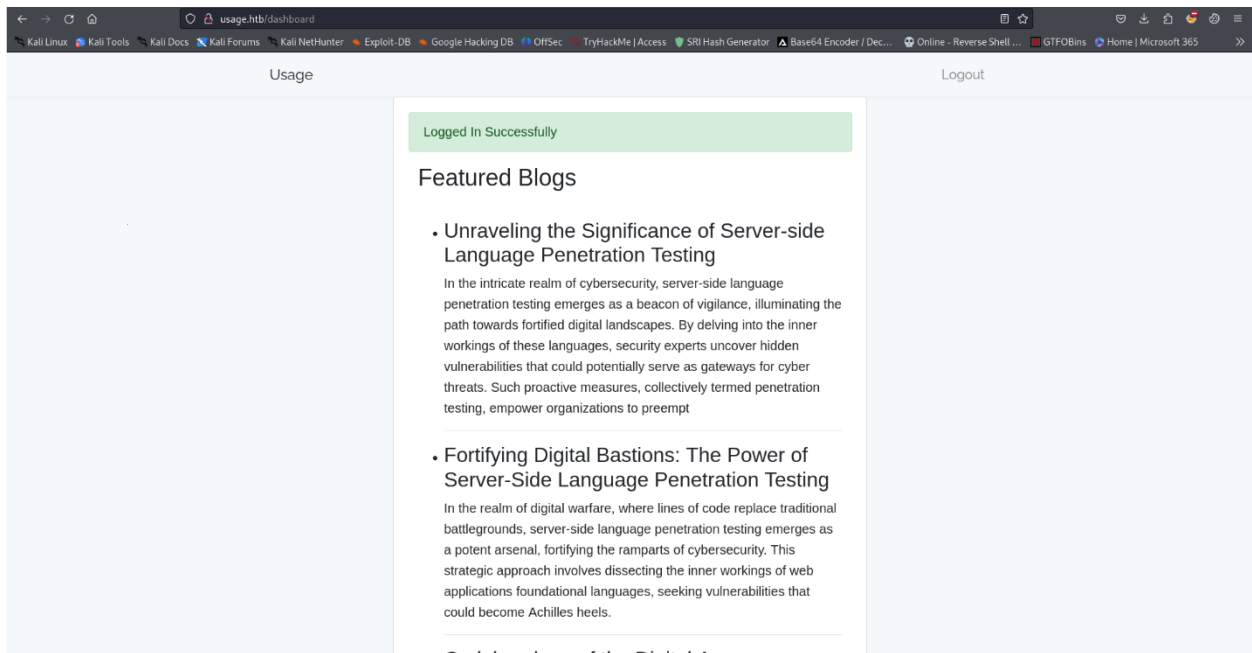 usage.htb/dashboard
Kali Linux Kali Tools Kali Docs Kali Forums Kali NetHunter Exploit-DB Google Hacking DB OffSec TryHackMe | Access SRI Hash Generator Base64 Encoder / Dec... Online - Reverse Shell ... GTFOBins Home | Microsoft 365
Usage Logout
Logged In Successfully
Featured Blogs
• Unraveling the Significance of Server-side
Language Penetration Testing
In the intricate realm of cybersecurity, server-side language
penetration testing emerges as a beacon of vigilance, illuminating the
path towards fortified digital landscapes. By delving into the inner
workings of these languages, security experts uncover hidden
vulnerabilities that could potentially serve as gateways for cyber
threats. Such proactive measures, collectively termed penetration
testing, empower organizations to preempt
• Fortifying Digital Bastions: The Power of
Server-Side Language Penetration Testing
In the realm of digital warfare, where lines of code replace traditional
battlegrounds, server-side language penetration testing emerges as
a potent arsenal, fortifying the ramparts of cybersecurity. This
strategic approach involves dissecting the inner workings of web
applications foundational languages, seeking vulnerabilities that
could become Achilles heels.